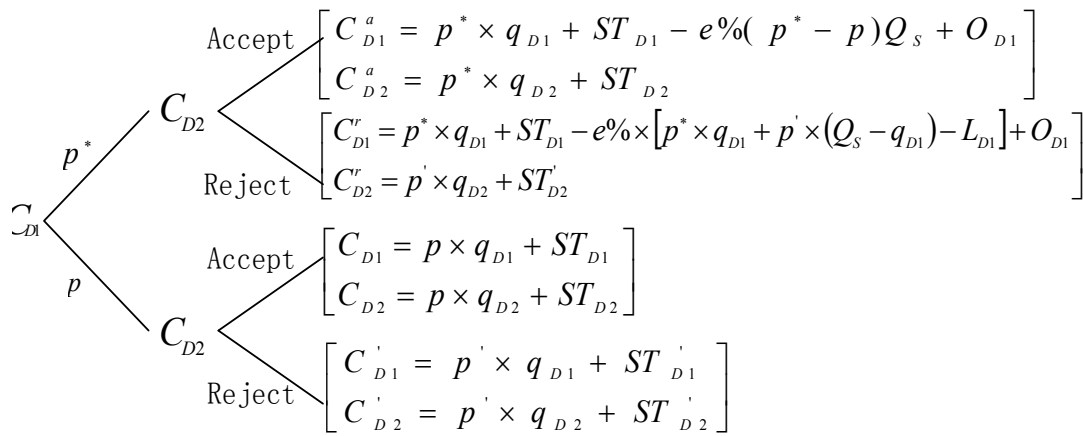 Accept
C^a_{D1} = p^* × q_{D1} + ST_{D1} − e%( p^* − p)Q_S + O_{D1}
C^a_{D2} = p^* × q_{D2} + ST_{D2}
C_{D2}
p^*
C^r_{D1} = p^* × q_{D1} + ST_{D1} − e% × [p^* × q_{D1} + p^' × (Q_S − q_{D1}) − L_{D1}] + O_{D1}
Reject
C^r_{D2} = p^' × q_{D2} + ST^'_{D2}
C_{D1}
Accept
C_{D1} = p × q_{D1} + ST_{D1}
C_{D2} = p × q_{D2} + ST_{D2}
p
C_{D2}
C^'_{D1} = p^' × q_{D1} + ST^'_{D1}
Reject
C^'_{D2} = p^' × q_{D2} + ST^'_{D2}